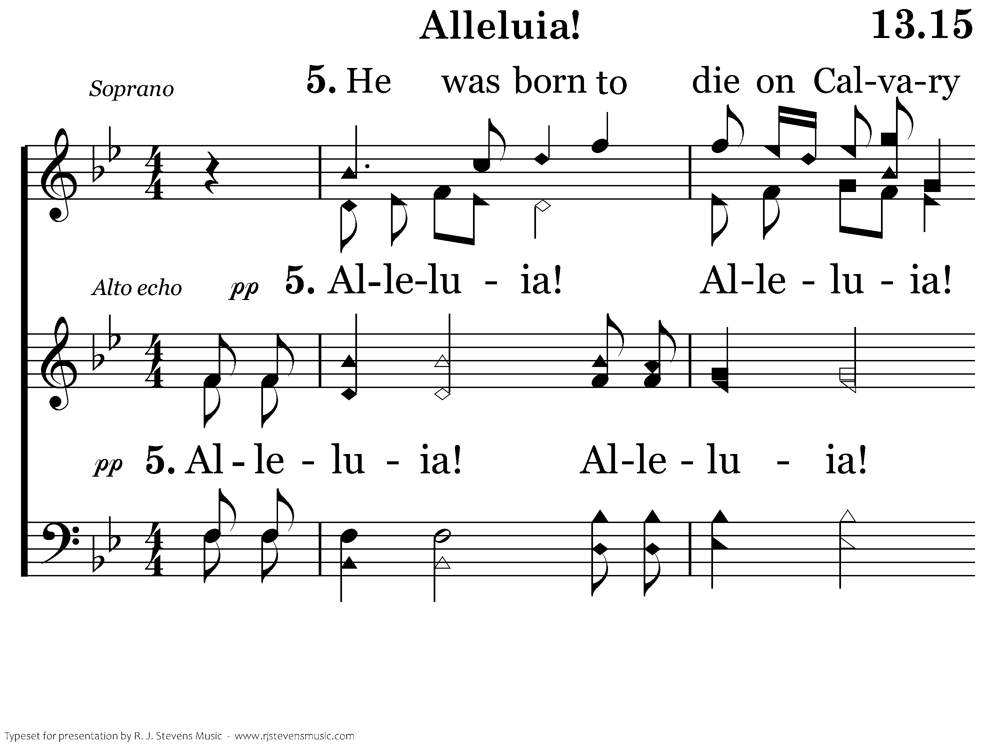 Alleluia! 13.15
Soprano 5. He was born to die on Cal-va-ry
Alto echo pp 5. Al-le-lu - ia! Al-le - lu - ia!
pp 5. Al - le - lu - ia! Al-le - lu - ia!
Typeset for presentation by R. J. Stevens Music - www.rjstevensmusic.com